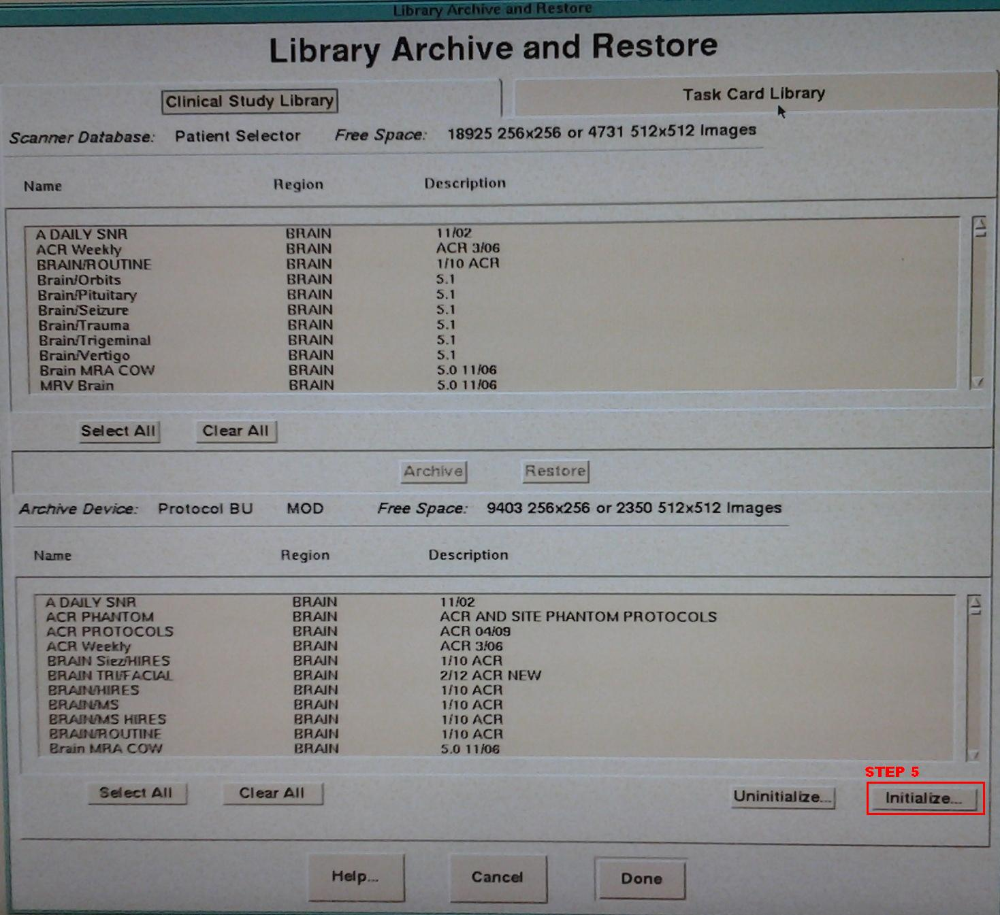 Library Archive and Restore
Library Archive and Restore
Clinical Study Library
Task Card Library
Scanner Database: Patient Selector Free Space: 18925 256x256 or 4731 512x512 Images
Name Region Description
A DAILY SNR BRAIN 11/02
ACR Weekly BRAIN ACR 3/06
BRAIN/ROUTINE BRAIN 1/10 ACR
Brain/Orbits BRAIN 5.1
Brain/Pituitary BRAIN 5.1
Brain/Seizure BRAIN 5.1
Brain/Trauma BRAIN 5.1
Brain/Trigeminal BRAIN 5.1
Brain/Vertigo BRAIN 5.1
Brain MRA COW BRAIN 5.0 11/06
MRV Brain BRAIN 5.0 11/06
Select All Clear All
Archive Restore
Archive Device: Protocol BU MOD Free Space: 9403 256x256 or 2350 512x512 Images
Name Region Description
A DAILY SNR BRAIN 11/02
ACR PHANTOM BRAIN ACR AND SITE PHANTOM PROTOCOLS
ACR PROTOCOLS BRAIN ACR 04/09
ACR Weekly BRAIN ACR 3/06
BRAIN Siez/HIRES BRAIN 1/10 ACR
BRAIN TRI/FACIAL BRAIN 2/12 ACR NEW
BRAIN/HIRES BRAIN 1/10 ACR
BRAIN/MS BRAIN 1/10 ACR
BRAIN/MS HIRES BRAIN 1/10 ACR
BRAIN/ROUTINE BRAIN 1/10 ACR
Brain MRA COW BRAIN 5.0 11/06
STEP 5
Select All Clear All Uninitialize... Initialize...
Help... Cancel Done